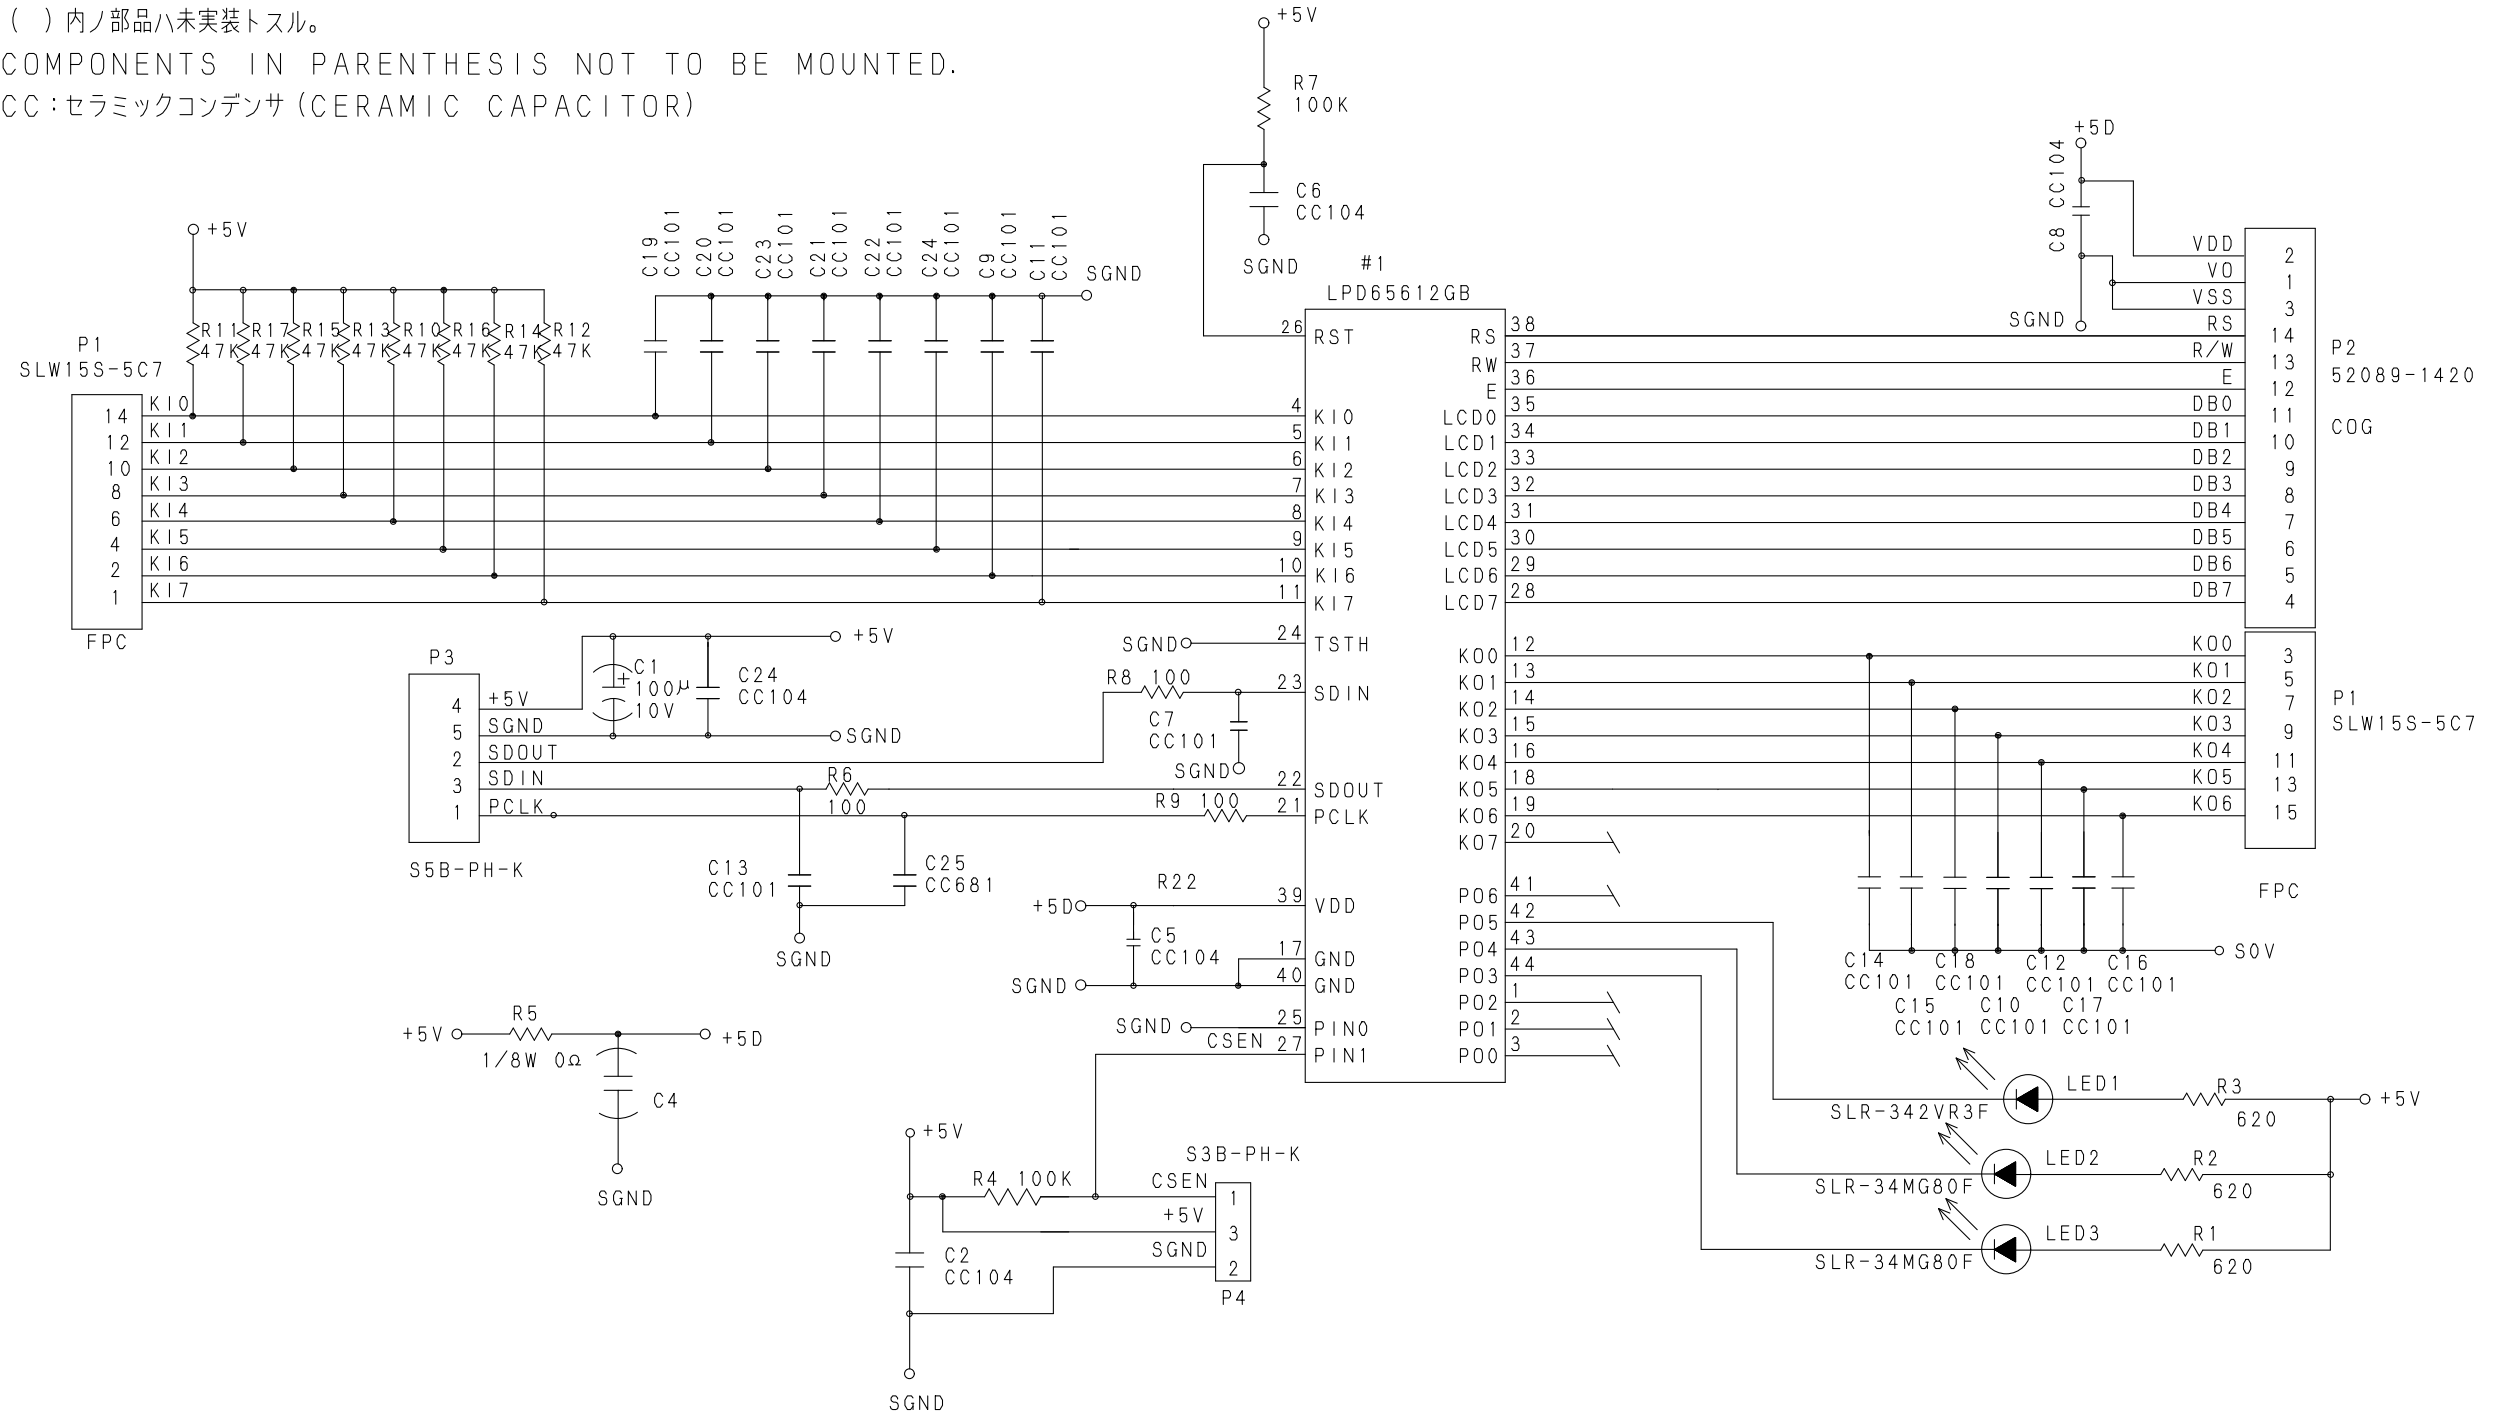 ( )内ノ部品ハ未実装トスル。
COMPONENTS IN PARENTHESIS NOT TO BE MOUNTED.
CC:セラミックコンデンサ(CERAMIC CAPACITOR)
+5V
R7
100K
C6
CC104
SGND
+5V
R11
47K
R17
47K
R15
47K
R13
47K
R10
47K
R16
47K
R14
47K
R12
47K
C19
CC101
C20
CC101
C23
CC101
C21
CC101
C22
CC101
C24
CC101
C9
CC101
C11
CC101
SGND
P1
SLW15S-5C7
14 KI0
12 KI1
10 KI2
8 KI3
6 KI4
4 KI5
2 KI6
1 KI7
FPC
#1
LPD65612GB
26 RST
4 KI0
5 KI1
6 KI2
7 KI3
8 KI4
9 KI5
10 KI6
11 KI7
SGND 24 TSTH
23 SDIN
22 SDOUT
21 PCLK
39 VDD
17 GND
40 GND
25 PIN0
27 PIN1
RS 38
RW 37
E 36
LCD0 35
LCD1 34
LCD2 33
LCD3 32
LCD4 31
LCD5 30
LCD6 29
LCD7 28
KO0 12
KO1 13
KO2 14
KO3 15
KO4 16
KO5 18
KO6 19
KO7 20
PO6 41
PO5 42
PO4 43
PO3 44
PO2 1
PO1 2
PO0 3
+5D
C8 CC104
SGND
VDD 2
VO 1
VSS 3
RS 14
R/W 13
E 12
DB0 11
DB1 10
DB2 9
DB3 8
DB4 7
DB5 6
DB6 5
DB7 4
P2
52089-1420
COG
KO0 3
KO1 5
KO2 7
KO3 9
KO4 11
KO5 13
KO6 15
P1
SLW15S-5C7
FPC
P3
4 +5V
5 SGND
2 SDOUT
3 SDIN
1 PCLK
S5B-PH-K
C1
+
100μ
10V
C24
CC104
+5V
SGND
R8 100
C7
CC101
SGND
R6
100
R9 100
C13
CC101
C25
CC681
SGND
R22
+5D
C5
CC104
SGND
SGND
CSEN
+5V
R5
1/8W 0Ω
+5D
C4
SGND
+5V
R4 100K
C2
CC104
SGND
S3B-PH-K
CSEN 1
+5V 3
SGND 2
P4
C14
CC101
C18
CC101
C12
CC101
C16
CC101
S0V
C15
CC101
C10
CC101
C17
CC101
LED1
SLR-342VR3F
R3
620
+5V
LED2
SLR-34MG80F
R2
620
LED3
SLR-34MG80F
R1
620